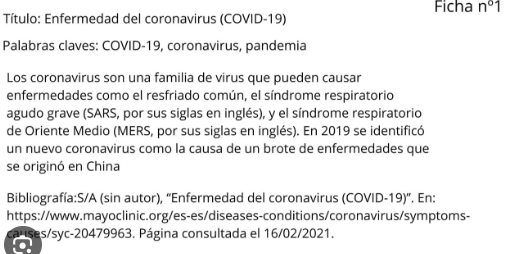 Ficha nº1
Título: Enfermedad del coronavirus (COVID-19)
Palabras claves: COVID-19, coronavirus, pandemia
Los coronavirus son una familia de virus que pueden causar
enfermedades como el resfriado común, el síndrome respiratorio
agudo grave (SARS, por sus siglas en inglés), y el síndrome respiratorio
de Oriente Medio (MERS, por sus siglas en inglés). En 2019 se identificó
un nuevo coronavirus como la causa de un brote de enfermedades que
se originó en China
Bibliografía:S/A (sin autor), “Enfermedad del coronavirus (COVID-19)”. En:
https://www.mayoclinic.org/es-es/diseases-conditions/coronavirus/symptoms-
causes/syc-20479963. Página consultada el 16/02/2021.